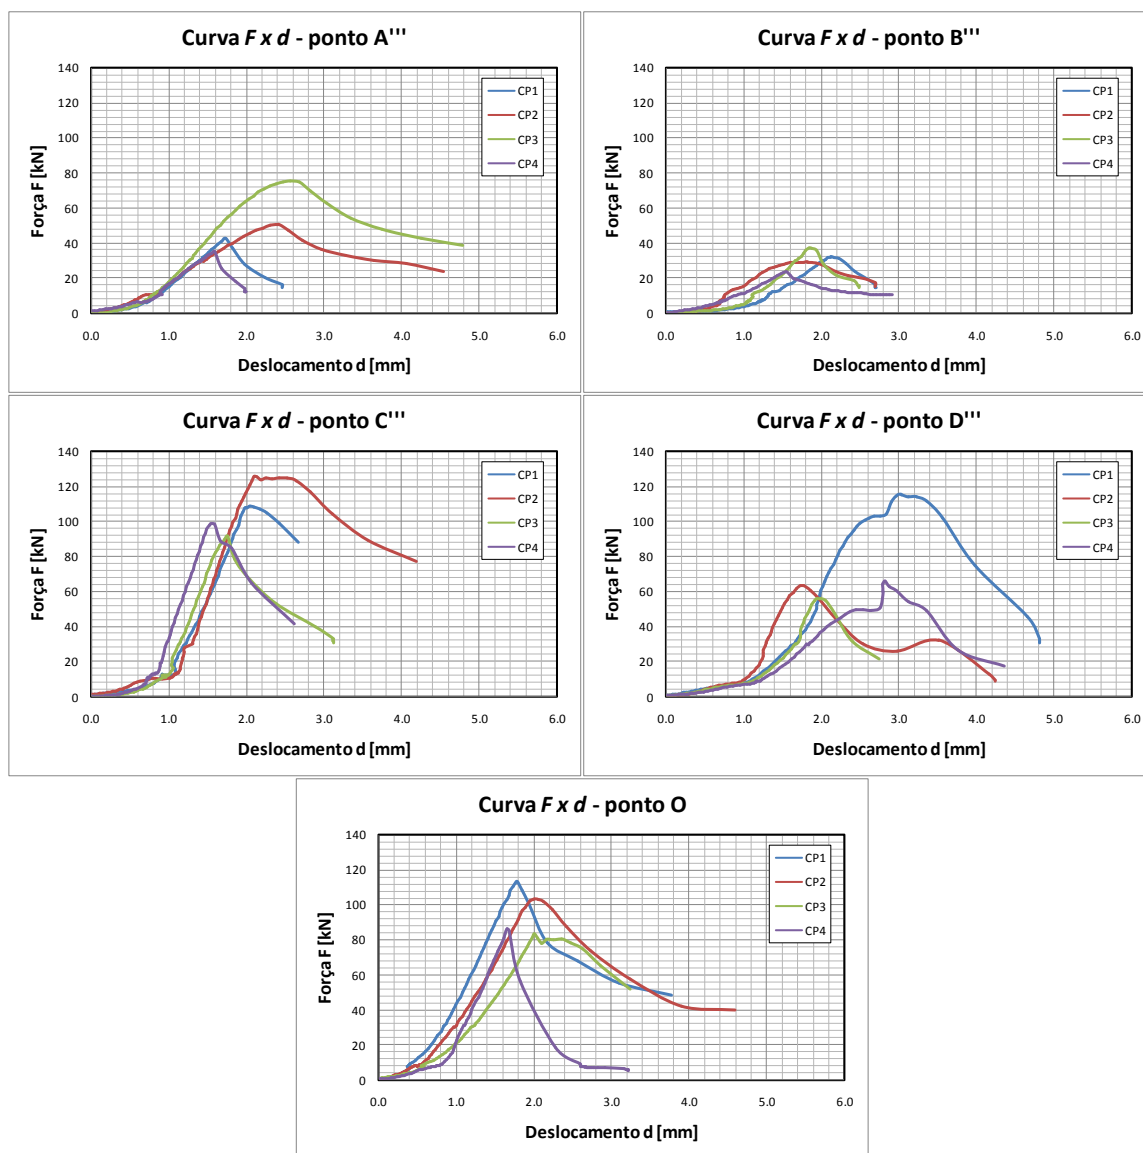 Curva F x d - ponto A'''
140
120
100
80
60
40
20
0
0.0 1.0 2.0 3.0 4.0 5.0 6.0
Força F [kN]
Deslocamento d [mm]
CP1
CP2
CP3
CP4
Curva F x d - ponto B'''
140
120
100
80
60
40
20
0
0.0 1.0 2.0 3.0 4.0 5.0 6.0
Força F [kN]
Deslocamento d [mm]
CP1
CP2
CP3
CP4
Curva F x d - ponto C'''
140
120
100
80
60
40
20
0
0.0 1.0 2.0 3.0 4.0 5.0 6.0
Força F [kN]
Deslocamento d [mm]
CP1
CP2
CP3
CP4
Curva F x d - ponto D'''
140
120
100
80
60
40
20
0
0.0 1.0 2.0 3.0 4.0 5.0 6.0
Força F [kN]
Deslocamento d [mm]
CP1
CP2
CP3
CP4
Curva F x d - ponto O
140
120
100
80
60
40
20
0
0.0 1.0 2.0 3.0 4.0 5.0 6.0
Força F [kN]
Deslocamento d [mm]
CP1
CP2
CP3
CP4